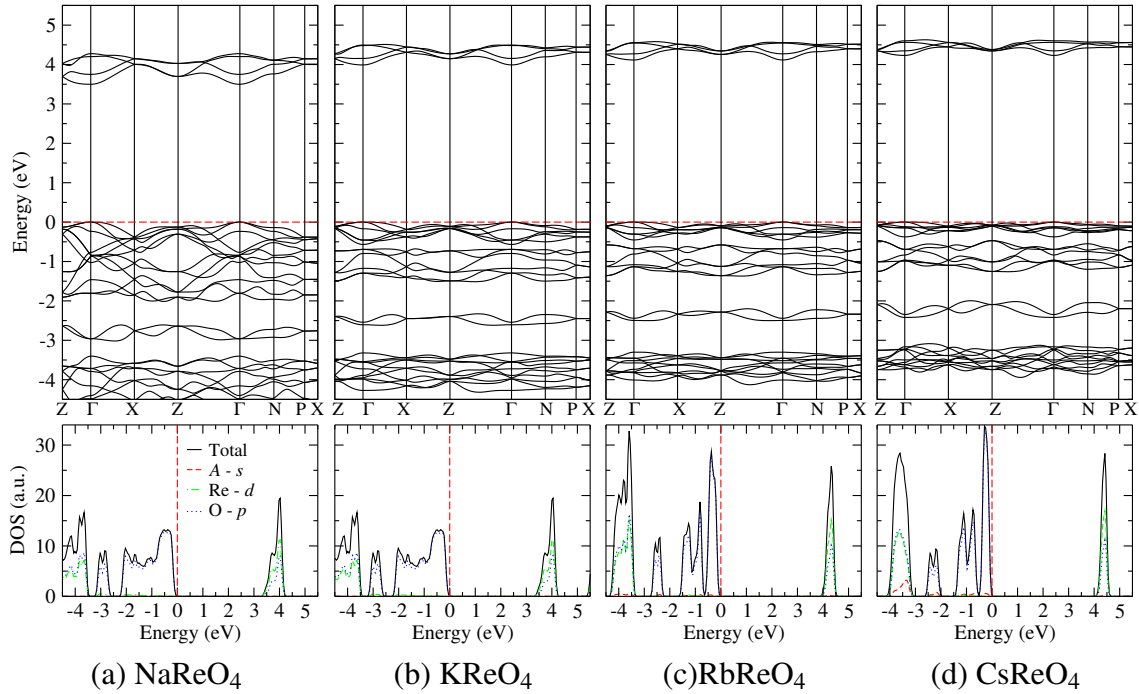 Energy (eV)
5
4
3
2
1
0
-1
-2
-3
-4
Z Γ X Z Γ N P X
Z Γ X Z Γ N P X
Z Γ X Z Γ N P X
Z Γ X Z Γ N P X
DOS (a.u.)
30
20
10
0
Total
A - s
Re - d
O - p
-4 -3 -2 -1 0 1 2 3 4 5
-4 -3 -2 -1 0 1 2 3 4 5
-4 -3 -2 -1 0 1 2 3 4 5
-4 -3 -2 -1 0 1 2 3 4 5
Energy (eV)
Energy (eV)
Energy (eV)
Energy (eV)
(a) NaReO₄
(b) KReO₄
(c)RbReO₄
(d) CsReO₄